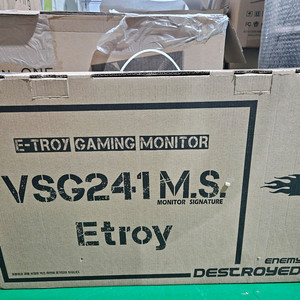 E-TROY GAMING MONITOR
VSG241 M.S.
MONITOR SIGNATURE
Etroy
ENEMY
DESTROYED